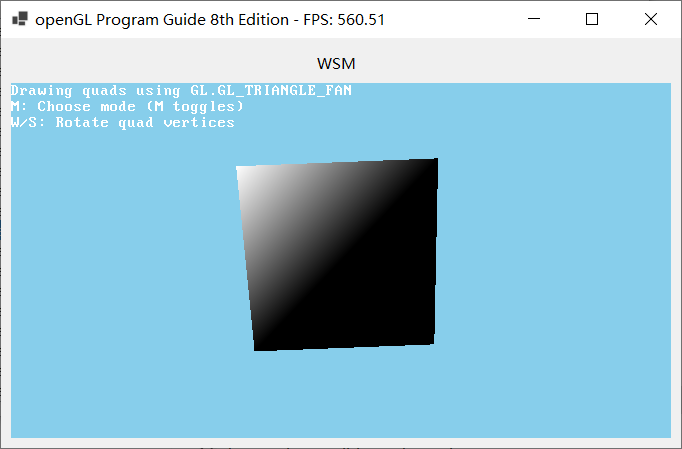 openGL Program Guide 8th Edition - FPS: 560.51
WSM
Drawing quads using GL.GL_TRIANGLE_FAN
M: Choose mode (M toggles)
W/S: Rotate quad vertices